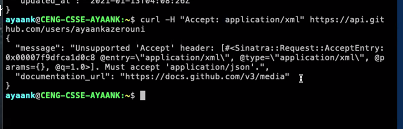 updated_at : 2021-01-13T04:08:26Z
}
ayaank@CENG-CSSE-AYAANK:~$ curl -H "Accept: application/xml" https://api.git
hub.com/users/ayaankazerouni
{
"message": "Unsupported 'Accept' header: [#<Sinatra::Request::AcceptEntry:
0x00007f9dfca1d0c8 @entry=\"application/xml\", @type=\"application/xml\", @p
arams={}, @q=1.0>]. Must accept 'application/json'.",
"documentation_url": "https://docs.github.com/v3/media"
}
ayaank@CENG-CSSE-AYAANK:~$